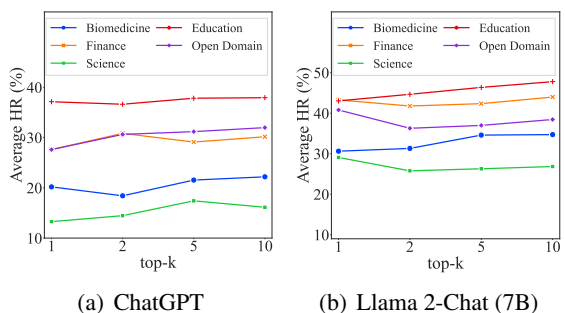 Biomedicine
Education
Finance
Open Domain
Science
Average HR (%)
40
30
20
10
1
2
5
10
top-k
(a) ChatGPT
Biomedicine
Education
Finance
Open Domain
Science
Average HR (%)
50
40
30
20
10
1
2
5
10
top-k
(b) Llama 2-Chat (7B)